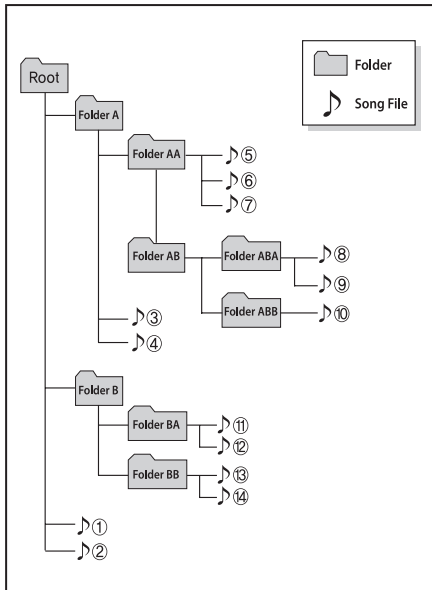 Root
Folder
Song File
Folder A
Folder AA
⑤
⑥
⑦
Folder AB
Folder ABA
⑧
⑨
Folder ABB
⑩
③
④
Folder B
Folder BA
⑪
⑫
Folder BB
⑬
⑭
①
②